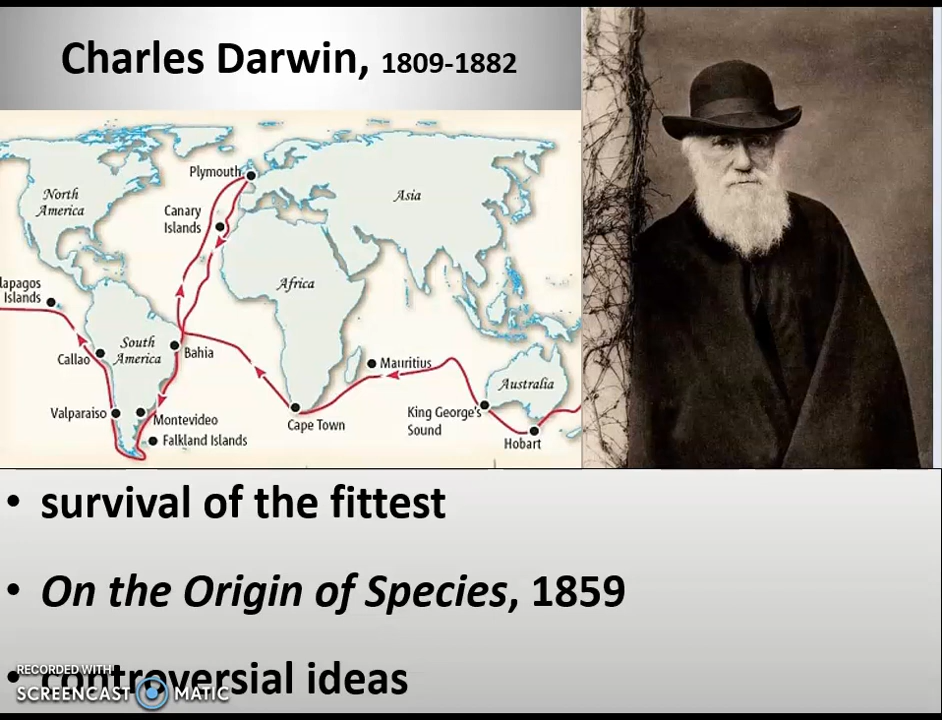 Charles Darwin, 1809-1882
Plymouth
North
America
Asia
Canary
Islands
Africa
lapagos
Islands
South
America
Bahia
Callao
Mauritius
Australia
Valparaiso
Montevideo
King George's
Sound
Cape Town
Falkland Islands
Hobart
• survival of the fittest
• On the Origin of Species, 1859
• controversial ideas
RECORDED WITH
SCREENCAST MATIC